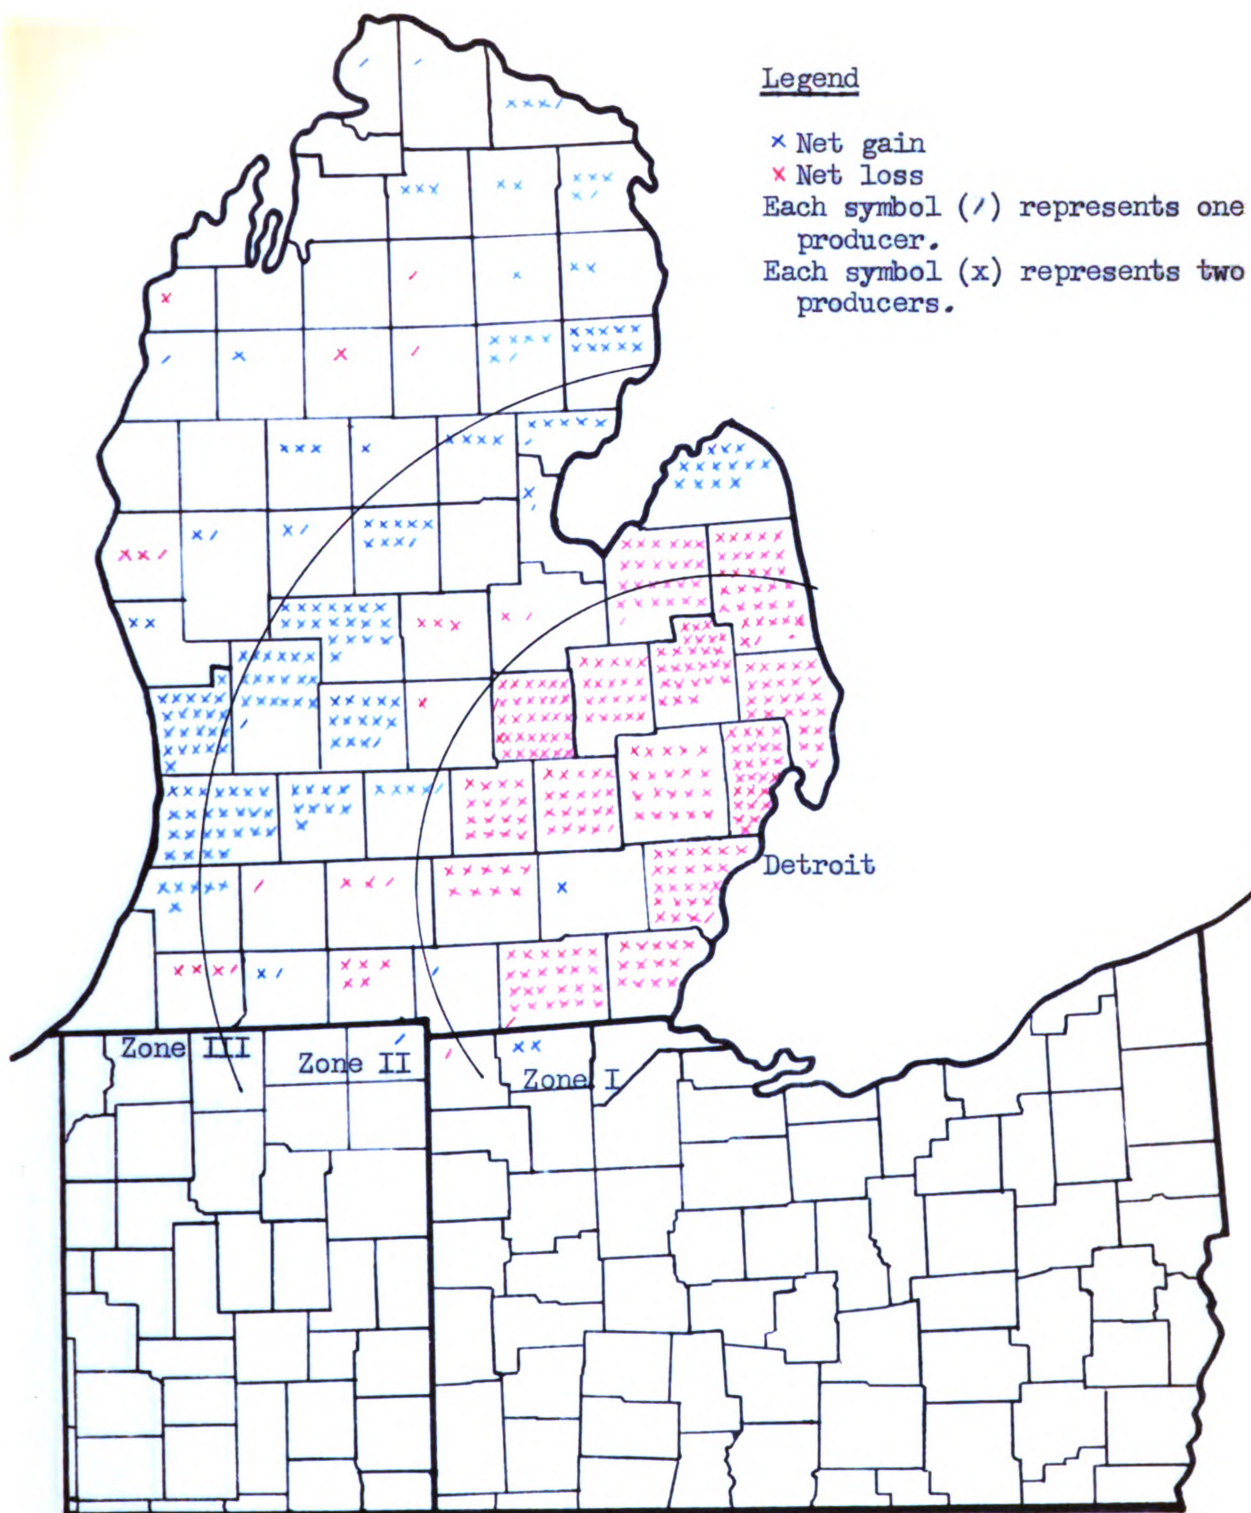 Legend
x Net gain
x Net loss
Each symbol (/) represents one
producer.
Each symbol (x) represents two
producers.
Detroit
Zone III
Zone II
Zone I